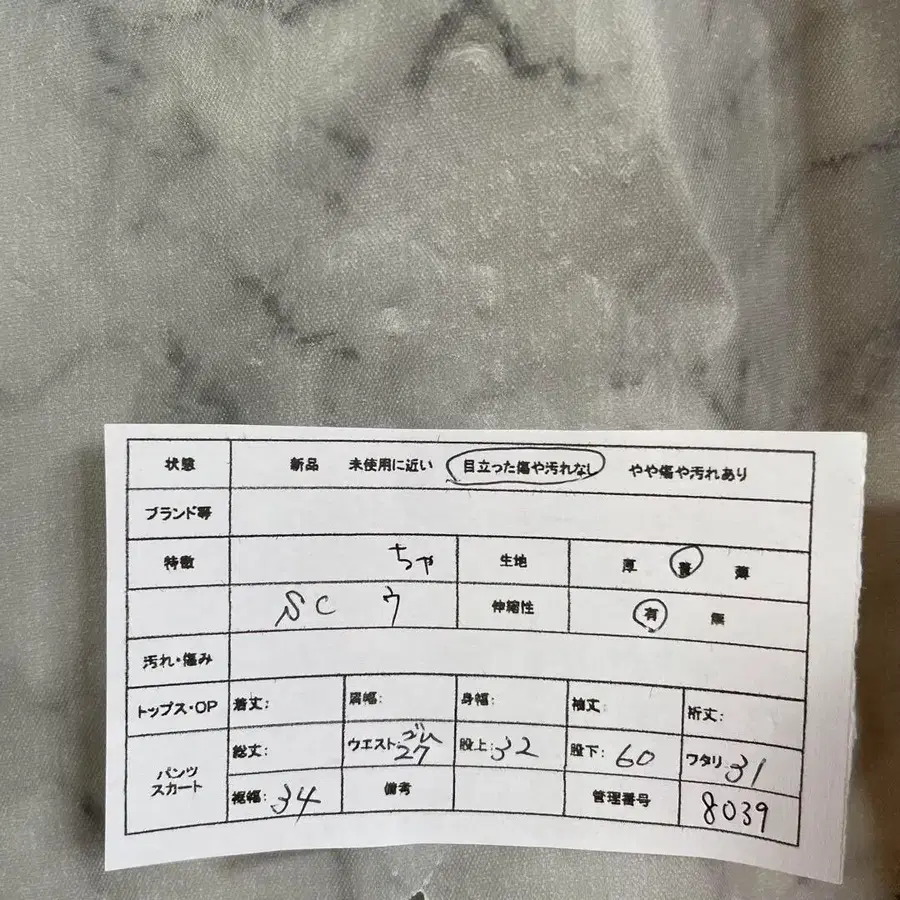 状態 新品 未使用に近い 目立った傷や汚れなし やや傷や汚れあり
ブランド等
特徴 ちゃ 生地 厚 普 薄
SC ウ 伸縮性 有 無
汚れ・傷み
トップス・OP 着丈: 肩幅: 身幅: 袖丈: 裄丈:
パンツ スカート 総丈: ウエスト: ゴム 27 股上: 32 股下: 60 ワタリ: 31
裾幅: 34 備考 管理番号 8039